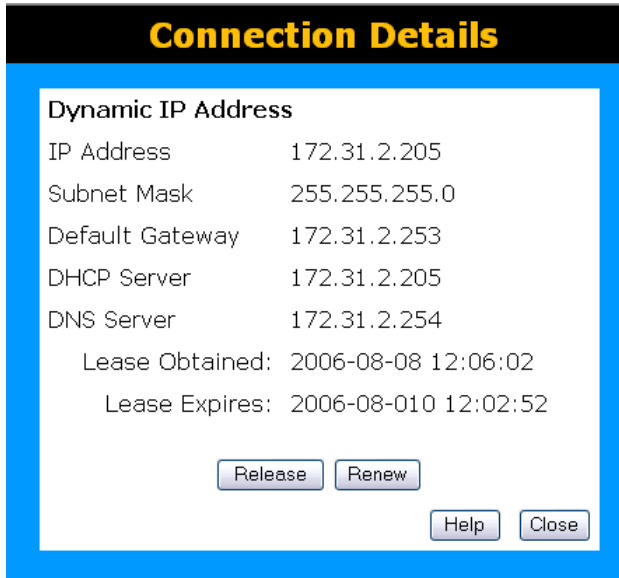 Connection Details
Dynamic IP Address
IP Address 172.31.2.205
Subnet Mask 255.255.255.0
Default Gateway 172.31.2.253
DHCP Server 172.31.2.205
DNS Server 172.31.2.254
Lease Obtained: 2006-08-08 12:06:02
Lease Expires: 2006-08-010 12:02:52
Release Renew
Help Close